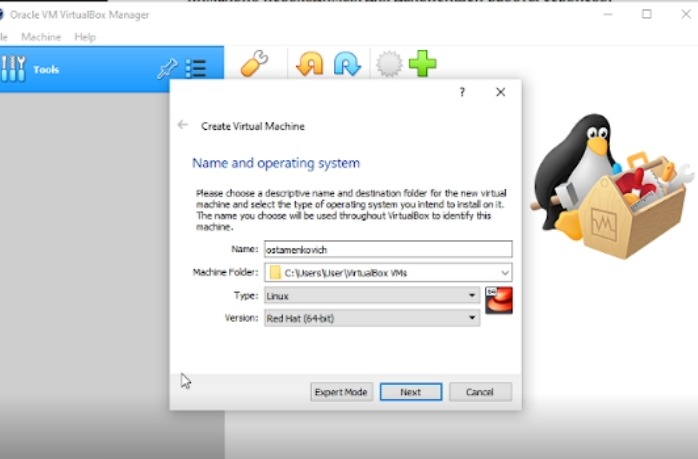 Oracle VM VirtualBox Manager
Machine Help
Tools
? 
Create Virtual Machine
Name and operating system
Please choose a descriptive name and destination folder for the new virtual
machine and select the type of operating system you intend to install on it.
The name you choose will be used throughout VirtualBox to identify this
machine.
Name: ostamenkovich
Machine Folder: C:\Users\User\VirtualBox VMs
Type: Linux
64
Version: Red Hat (64-bit)
Expert Mode Next Cancel